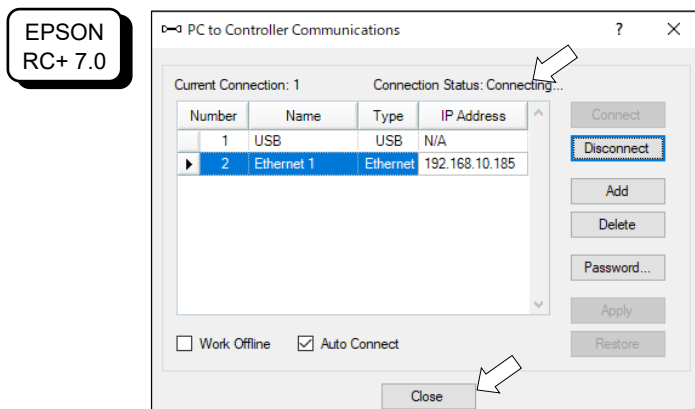 EPSON
RC+ 7.0
PC to Controller Communications
?
Current Connection: 1
Connection Status: Connecting...
Number Name Type IP Address
1 USB USB N/A
2 Ethernet 1 Ethernet 192.168.10.185
Connect
Disconnect
Add
Delete
Password...
Apply
Restore
Work Offline
Auto Connect
Close